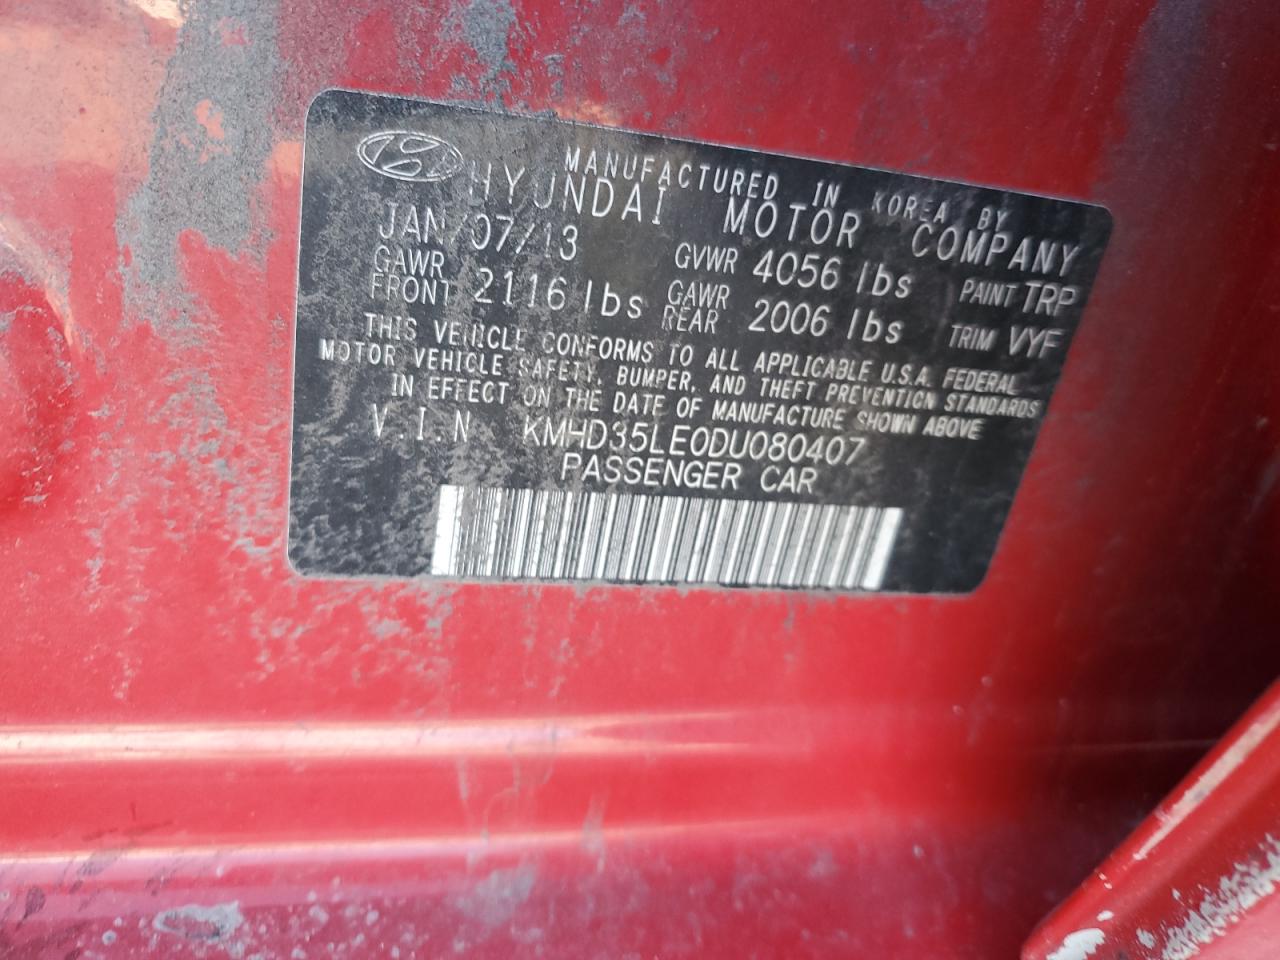 MANUFACTURED IN KOREA BY
HYUNDAI MOTOR COMPANY
JAN/07/13 GVWR 4056 lbs PAINT TRP
GAWR FRONT 2116 lbs GAWR REAR 2006 lbs TRIM VYF
THIS VEHICLE CONFORMS TO ALL APPLICABLE U.S.A. FEDERAL
MOTOR VEHICLE SAFETY, BUMPER, AND THEFT PREVENTION STANDARDS
IN EFFECT ON THE DATE OF MANUFACTURE SHOWN ABOVE
V.I.N KMHD35LE0DU080407
PASSENGER CAR